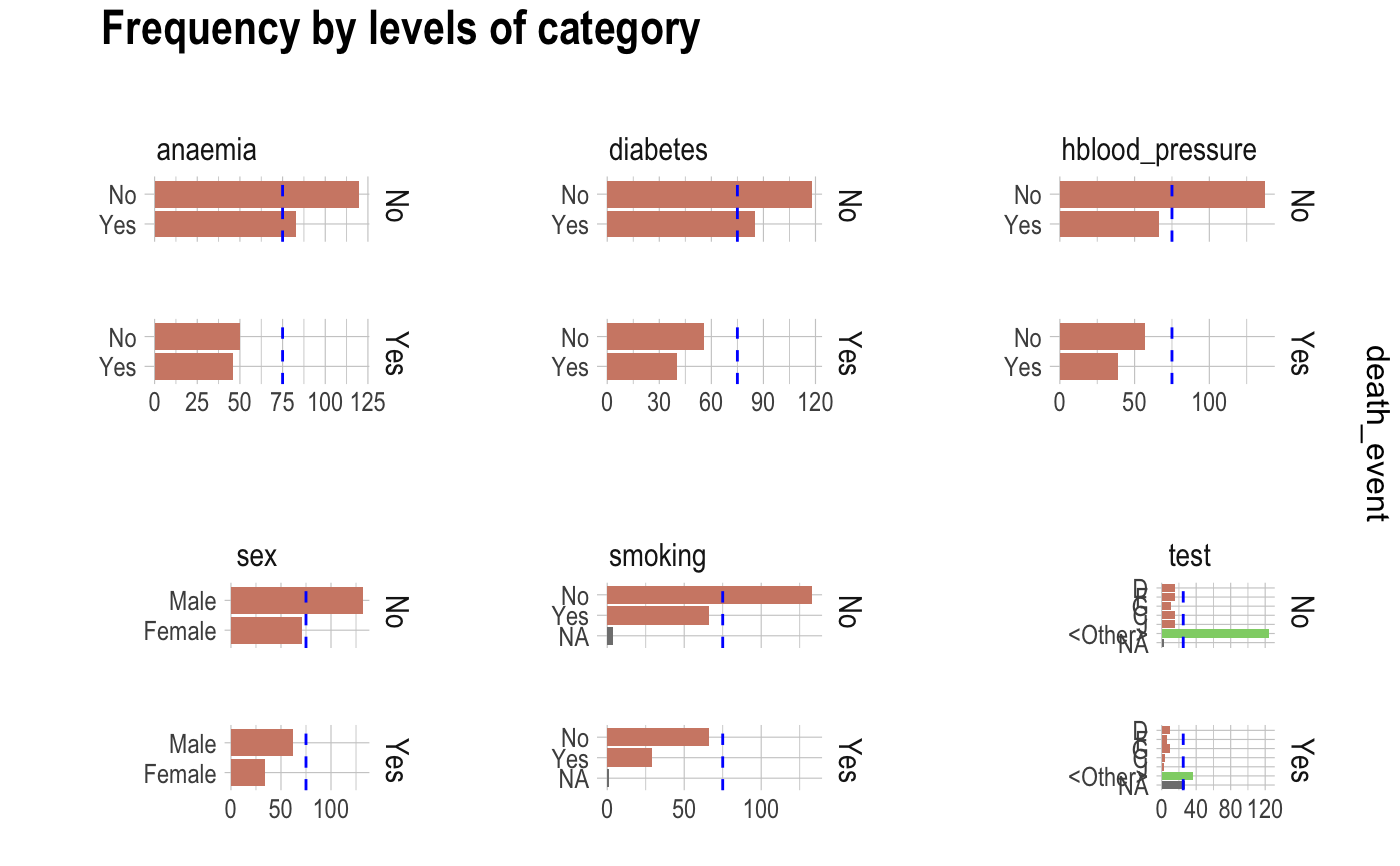 Frequency by levels of category
anaemia
No
Yes
No
No
Yes
Yes
0 25 50 75 100 125
diabetes
No
Yes
No
No
Yes
Yes
0 30 60 90 120
hblood_pressure
No
Yes
No
No
Yes
Yes
0 50 100
death_event
sex
Male
Female
No
Male
Female
Yes
0 50 100
smoking
No
Yes
NA
No
No
Yes
NA
Yes
0 50 100
test
D
<Other>
NA
No
D
<Other>
NA
Yes
0 40 80 120